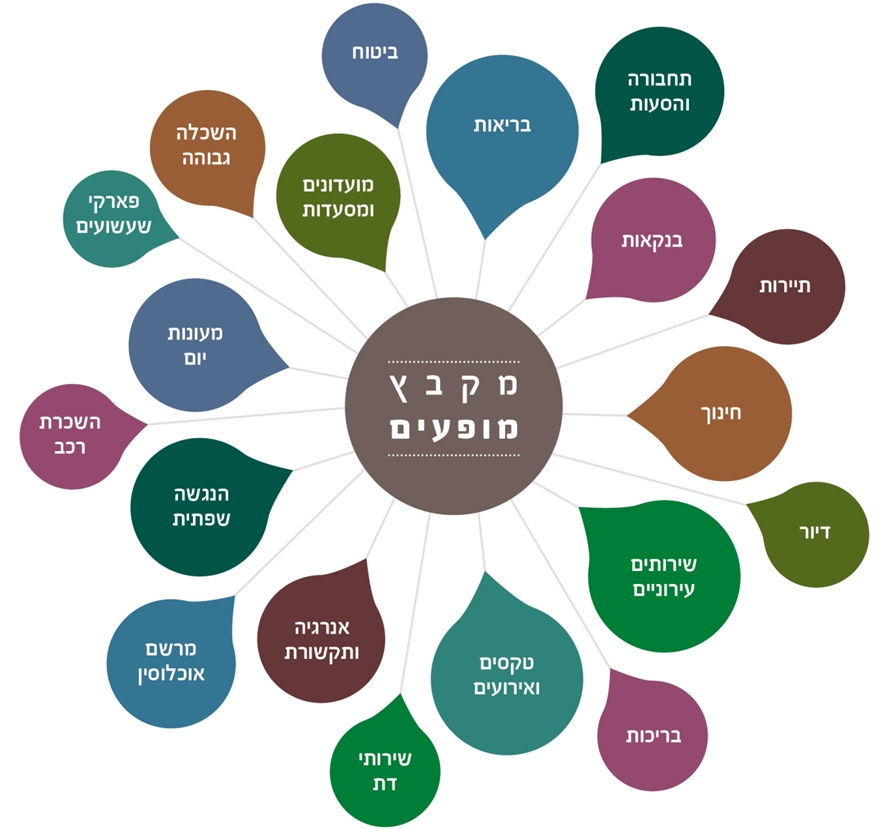 מקבץ
מופעים
ביטוח
בריאות
תחבורה
והסעות
בנקאות
תיירות
חינוך
דיור
שירותים
עירוניים
בריכות
טקסים
ואירועים
שירותי
דת
אנרגיה
ותקשורת
מרשם
אוכלוסין
הנגשה
שפתית
השכרת
רכב
מעונות
יום
פארקי
שעשועים
השכלה
גבוהה
מועדונים
ומסעדות